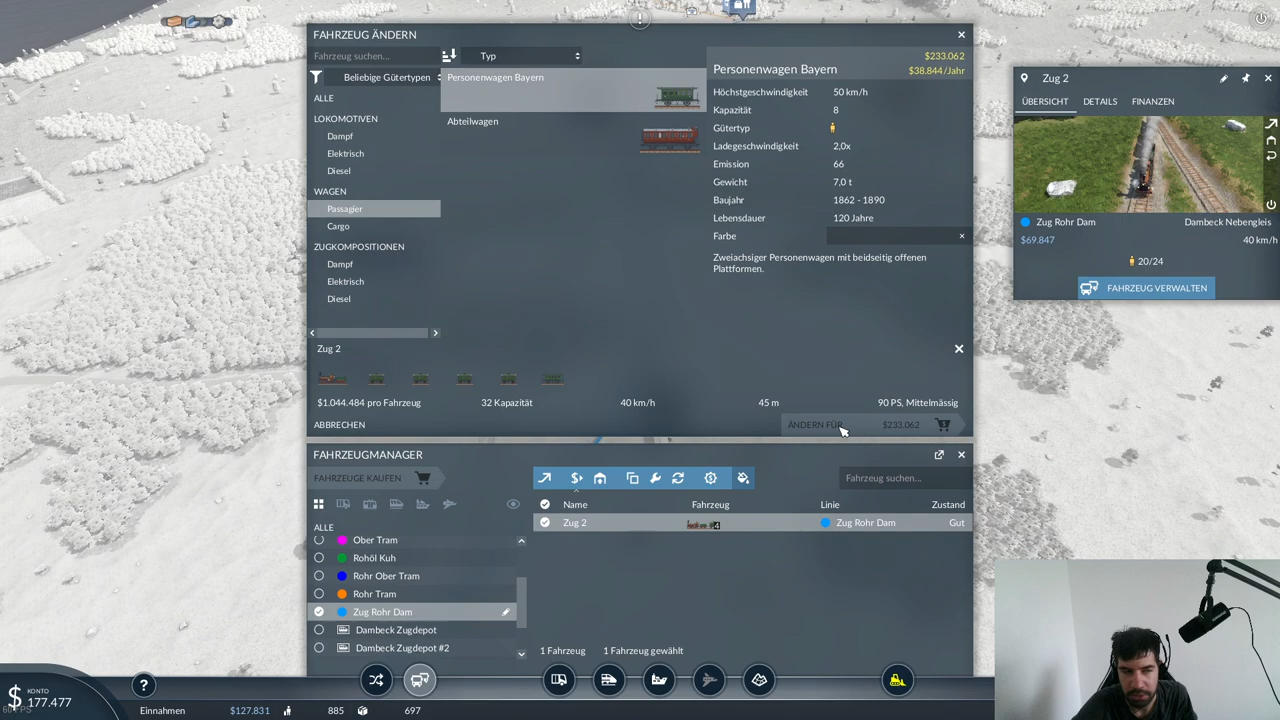 FAHRZEUG ÄNDERN
Fahrzeug suchen...
Typ
Beliebige Gütertypen
ALLE
LOKOMOTIVEN
Dampf
Elektrisch
Diesel
WAGEN
Passagier
Cargo
ZUGKOMPOSITIONEN
Dampf
Elektrisch
Diesel
Personenwagen Bayern
Abteilwagen
$233.062
Personenwagen Bayern
$38.844/Jahr
Höchstgeschwindigkeit 50 km/h
Kapazität 8
Gütertyp
Ladegeschwindigkeit 2,0x
Emission 66
Gewicht 7,0 t
Baujahr 1862 - 1890
Lebensdauer 120 Jahre
Farbe
Zweiachsiger Personenwagen mit beidseitig offenen
Plattformen.
Zug 2
$1.044.484 pro Fahrzeug 32 Kapazität 40 km/h 45 m 90 PS, Mittelmässig
ABBRECHEN
ÄNDERN FÜR $233.062
FAHRZEUGMANAGER
FAHRZEUGE KAUFEN
Fahrzeug suchen...
ALLE
Ober Tram
Rohöl Kuh
Rohr Ober Tram
Rohr Tram
Zug Rohr Dam
Dambeck Zugdepot
Dambeck Zugdepot #2
Name Fahrzeug Linie Zustand
Zug 2 4 Zug Rohr Dam Gut
1 Fahrzeug 1 Fahrzeug gewählt
Zug 2
ÜBERSICHT DETAILS FINANZEN
Zug Rohr Dam Dambeck Nebengleis
$69.847 40 km/h
20/24
FAHRZEUG VERWALTEN
KONTO
$ 177.477
60 FPS
?
Einnahmen $127.831 885 697